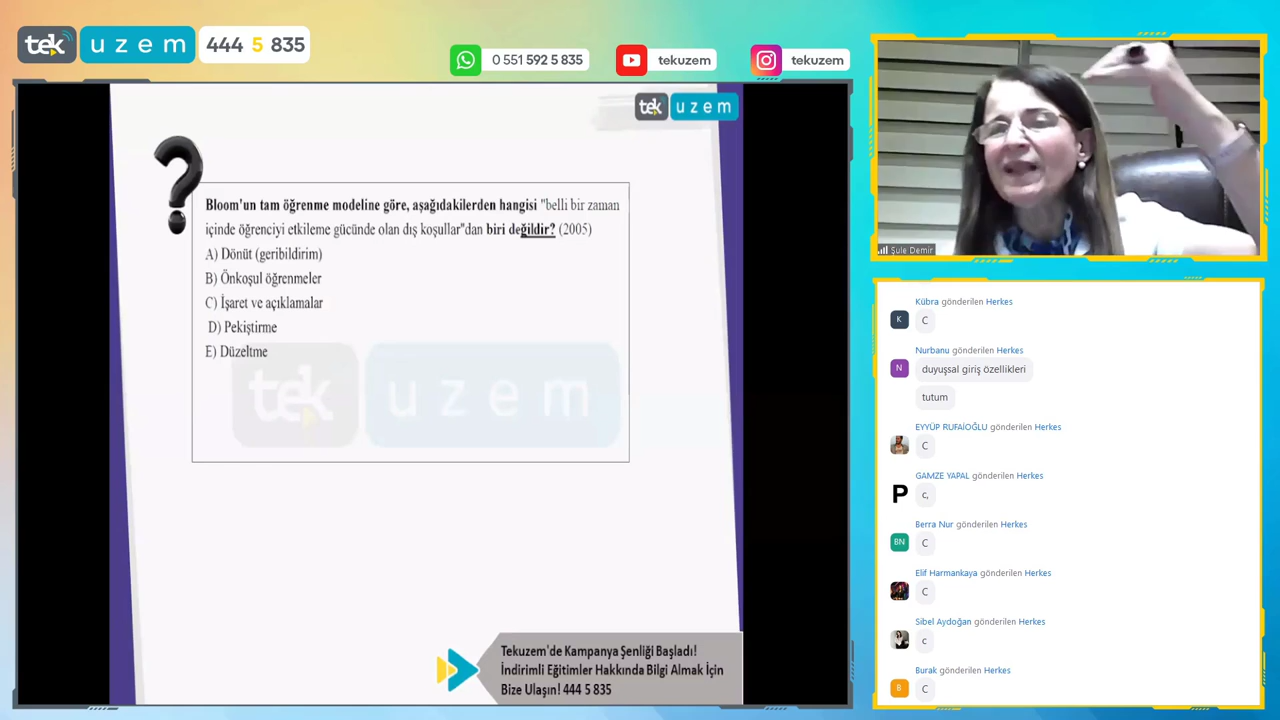 tek uzem 444 5 835
0 551 592 5 835
tekuzem
tekuzem
tek uzem
?
Bloom'un tam öğrenme modeline göre, aşağıdakilerden hangisi "belli bir zaman
içinde öğrenciyi etkileme gücünde olan dış koşullar"dan biri değildir? (2005)
A) Dönüt (geribildirim)
B) Önkoşul öğrenmeler
C) İşaret ve açıklamalar
D) Pekiştirme
E) Düzeltme
tek uzem
Tekuzem'de Kampanya Şenliği Başladı!
İndirimli Eğitimler Hakkında Bilgi Almak İçin
Bize Ulaşın! 444 5 835
Şule Demir
Kübra gönderilen Herkes
K
C
Nurbanu gönderilen Herkes
N
duyuşsal giriş özellikleri
tutum
EYYÜP RUFAİOĞLU gönderilen Herkes
C
GAMZE YAPAL gönderilen Herkes
P
c,
Berra Nur gönderilen Herkes
BN
C
Elif Harmankaya gönderilen Herkes
C
Sibel Aydoğan gönderilen Herkes
c
Burak gönderilen Herkes
B
C